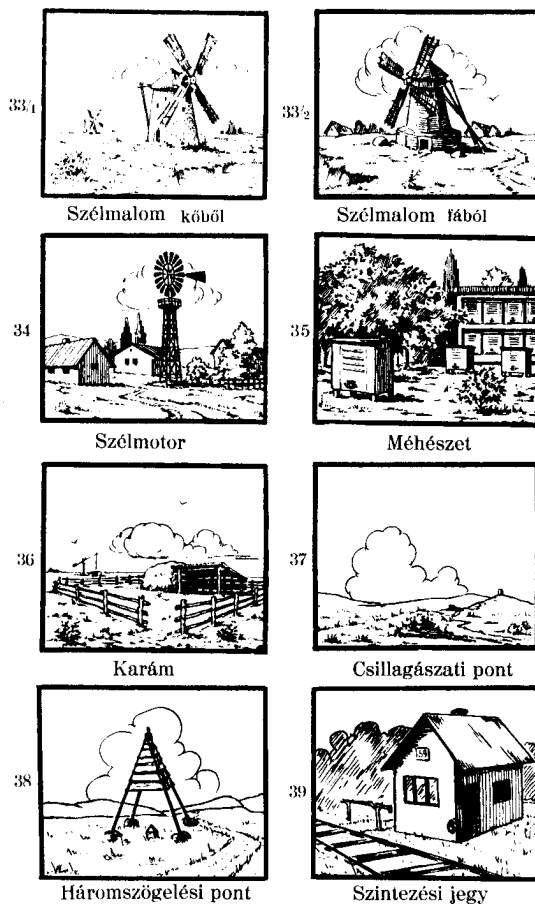 33/1
Szélmalom kőből
33/2
Szélmalom fából
34
Szélmotor
35
Méhészet
36
Karám
37
Csillagászati pont
38
Háromszögelési pont
39
Szintezési jegy